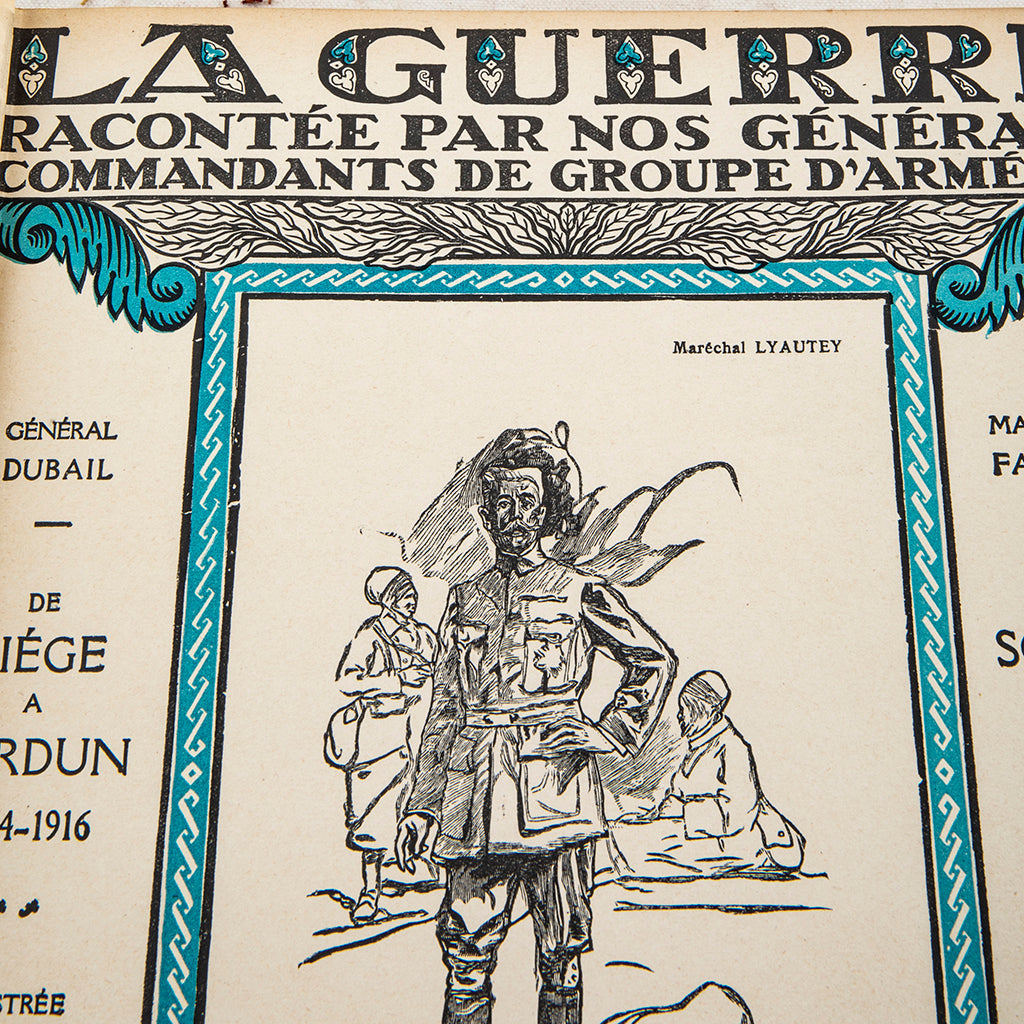 LA GUERRE
RACONTÉE PAR NOS GÉNÉRA
COMMANDANTS DE GROUPE D'ARMÉ
Maréchal LYAUTEY
GÉNÉRAL
DUBAIL
—
DE
IÉGE
A
RDUN
4-1916
STRÉE
MA
FA
SO